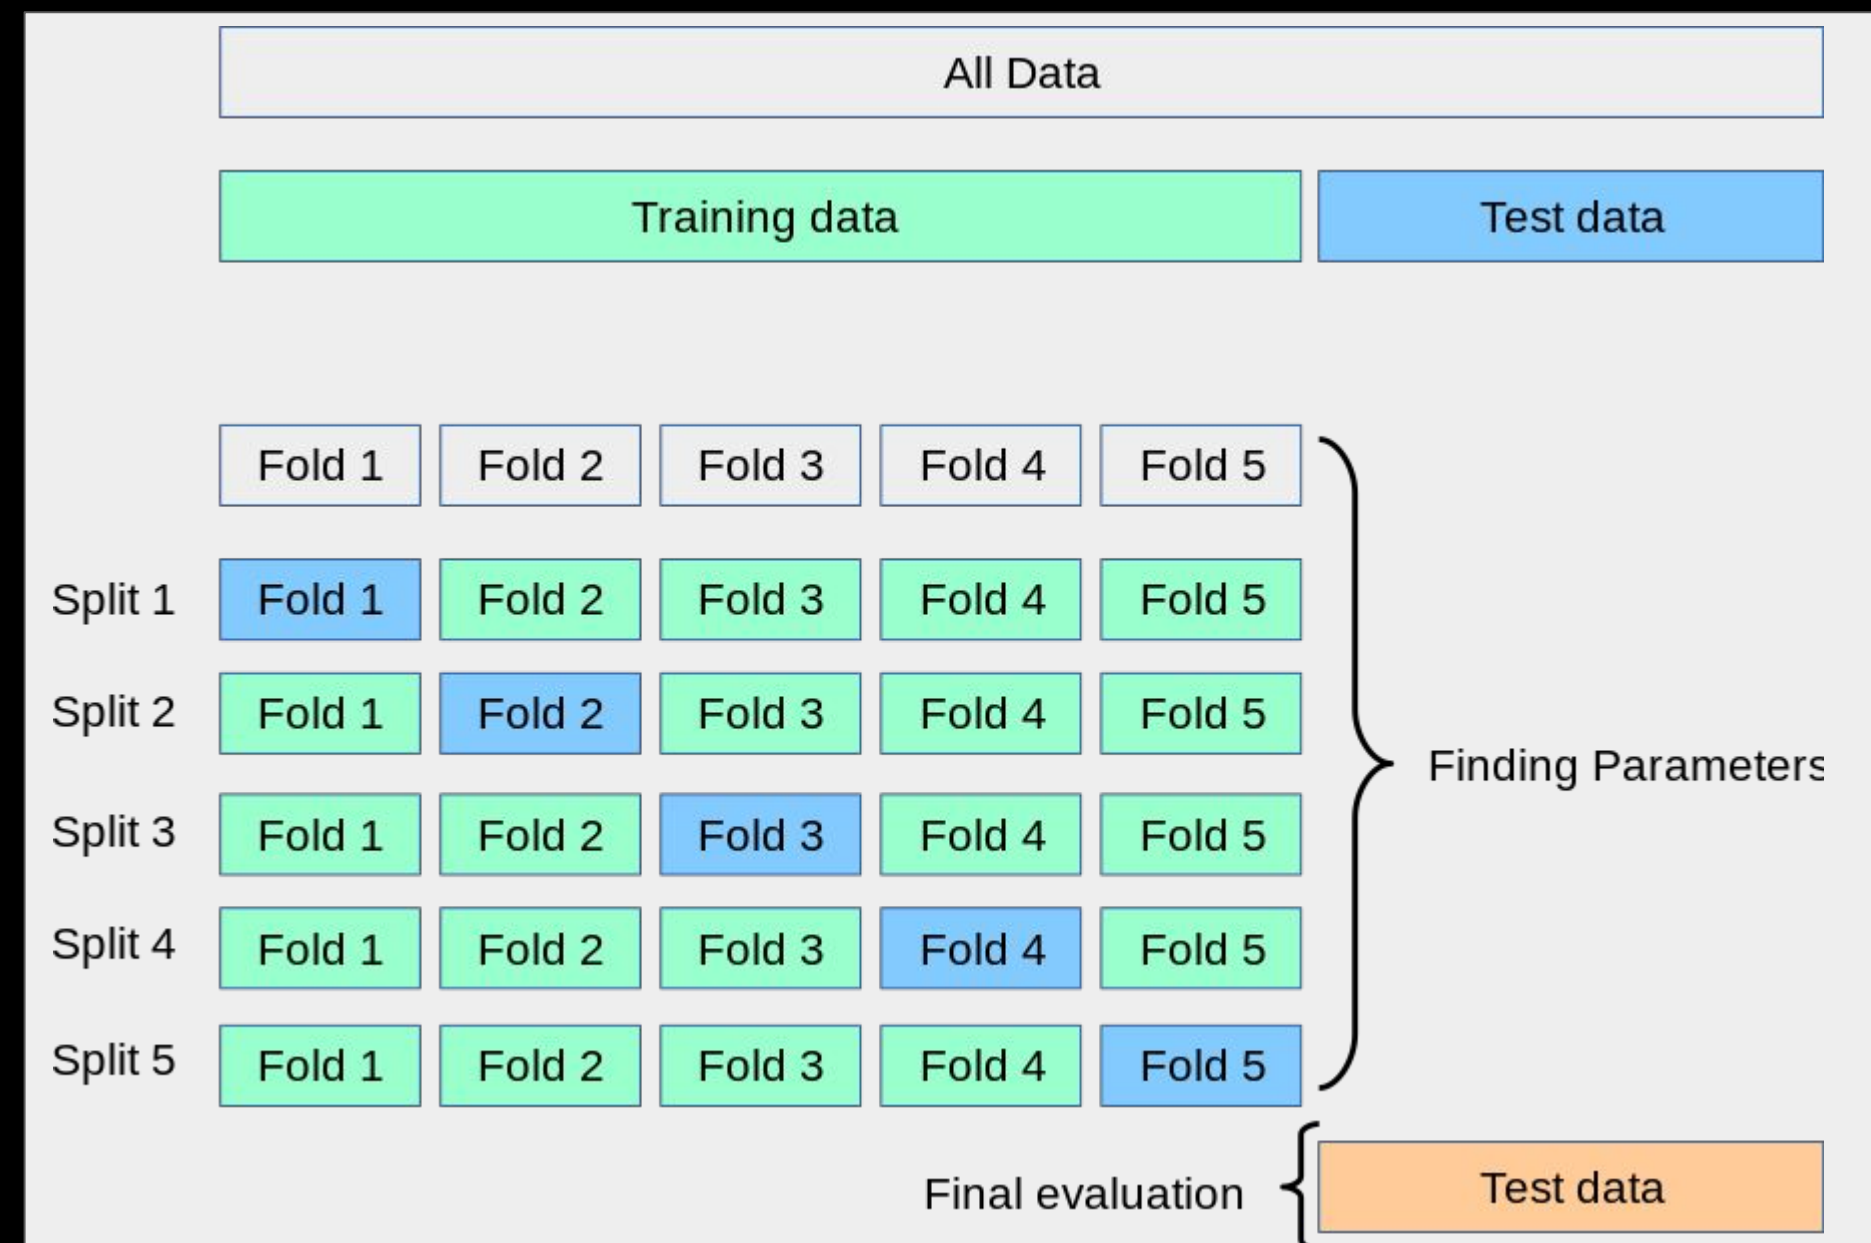 All Data
Training data Test data
Fold 1 Fold 2 Fold 3 Fold 4 Fold 5
Split 1 Fold 1 Fold 2 Fold 3 Fold 4 Fold 5
Split 2 Fold 1 Fold 2 Fold 3 Fold 4 Fold 5
Finding Parameters
Split 3 Fold 1 Fold 2 Fold 3 Fold 4 Fold 5
Split 4 Fold 1 Fold 2 Fold 3 Fold 4 Fold 5
Split 5 Fold 1 Fold 2 Fold 3 Fold 4 Fold 5
Final evaluation Test data